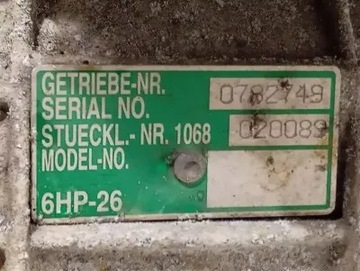 GETRIEBE-NR. 0782749
SERIAL NO.
STUECKL.- NR. 1068 020089
MODEL-NO.
6HP-26